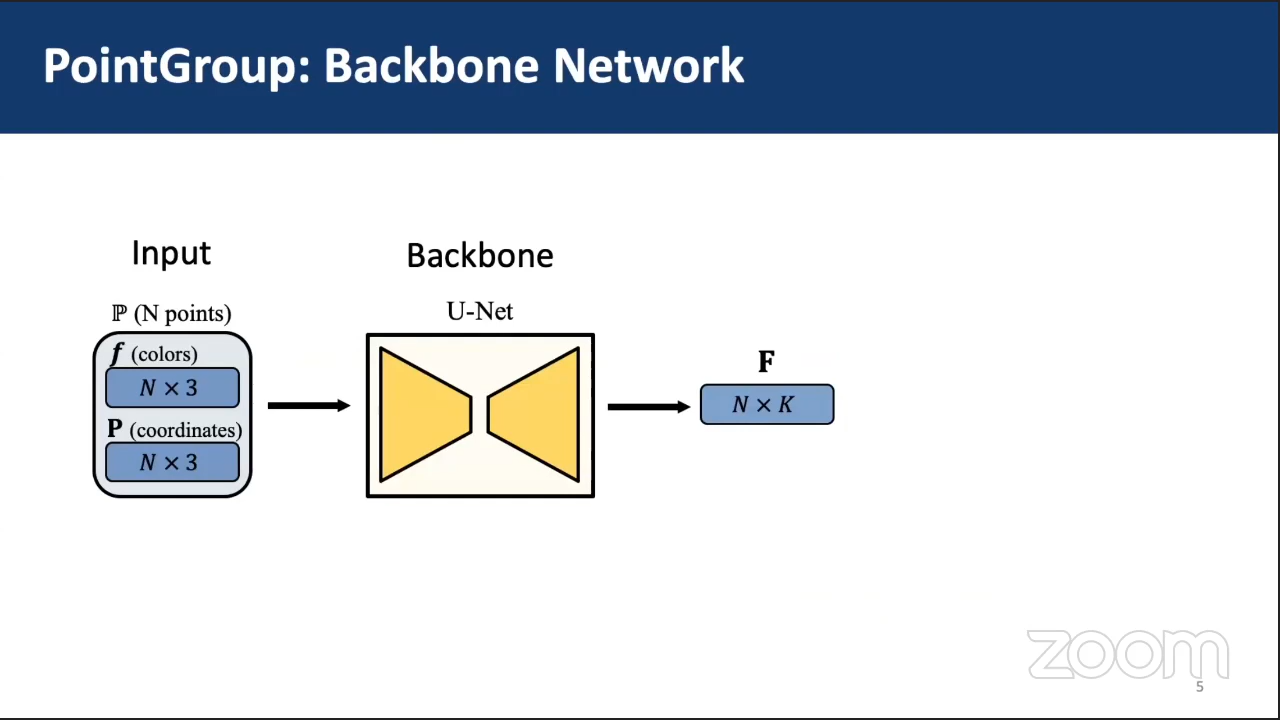 PointGroup: Backbone Network
Input
ℙ (N points)
f (colors)
N × 3
P (coordinates)
N × 3
Backbone
U-Net
F
N × K
zoom
5